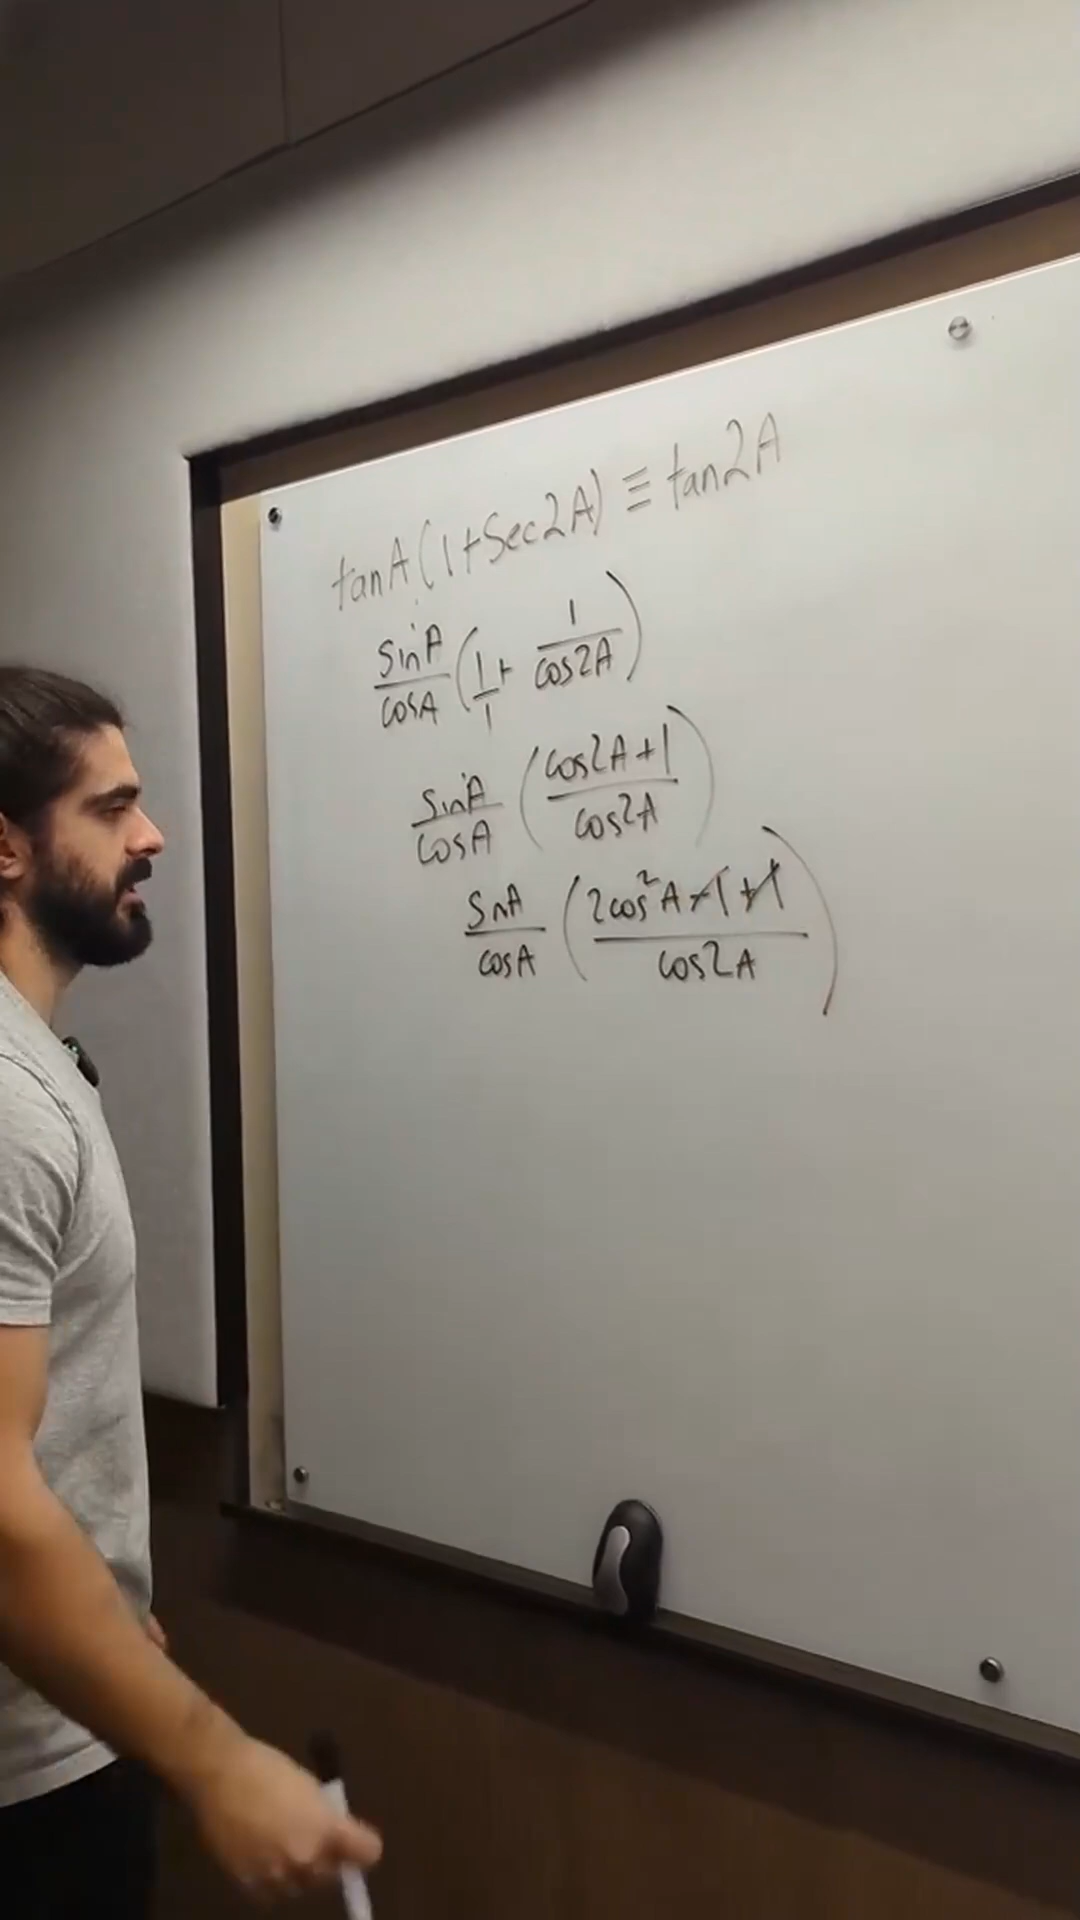 tanA(1+Sec2A) ≡ tan2A
sinA/cosA (1/1 + 1/cos2A)
sinA/cosA (cos2A+1/cos2A)
sinA/cosA (2cos²A-1+1/cos2A)